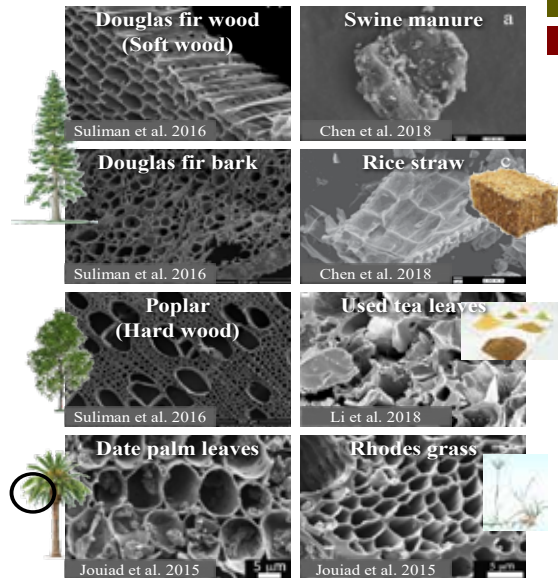 Douglas fir wood
(Soft wood)
Suliman et al. 2016
Swine manure
a
Chen et al. 2018
Douglas fir bark
Suliman et al. 2016
Rice straw
c
Chen et al. 2018
Poplar
(Hard wood)
Suliman et al. 2016
Used tea leaves
Li et al. 2018
Date palm leaves
Jouiad et al. 2015
5 µm
Rhodes grass
Jouiad et al. 2015
5 µm